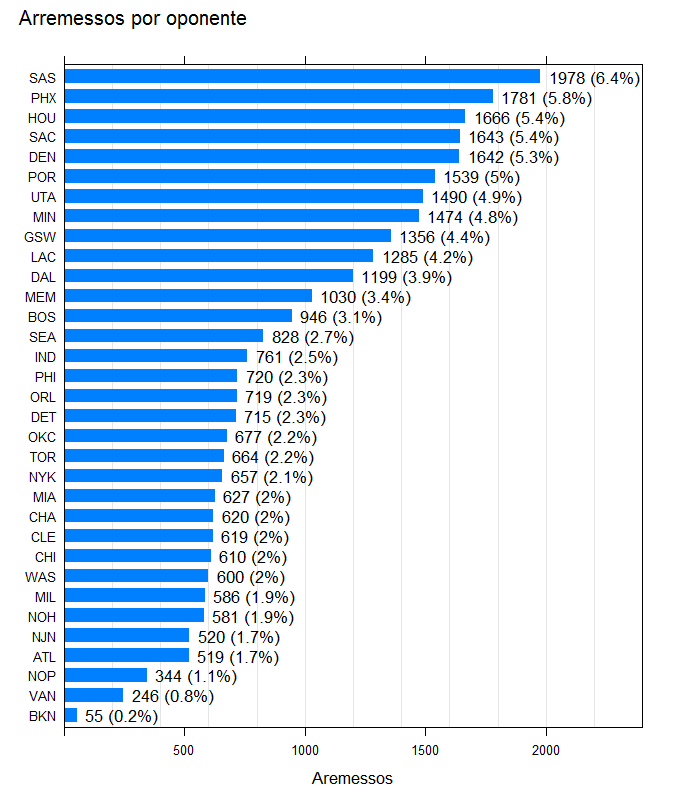 Arremessos por oponente
SAS 1978 (6.4%)
PHX 1781 (5.8%)
HOU 1666 (5.4%)
SAC 1643 (5.4%)
DEN 1642 (5.3%)
POR 1539 (5%)
UTA 1490 (4.9%)
MIN 1474 (4.8%)
GSW 1356 (4.4%)
LAC 1285 (4.2%)
DAL 1199 (3.9%)
MEM 1030 (3.4%)
BOS 946 (3.1%)
SEA 828 (2.7%)
IND 761 (2.5%)
PHI 720 (2.3%)
ORL 719 (2.3%)
DET 715 (2.3%)
OKC 677 (2.2%)
TOR 664 (2.2%)
NYK 657 (2.1%)
MIA 627 (2%)
CHA 620 (2%)
CLE 619 (2%)
CHI 610 (2%)
WAS 600 (2%)
MIL 586 (1.9%)
NOH 581 (1.9%)
NJN 520 (1.7%)
ATL 519 (1.7%)
NOP 344 (1.1%)
VAN 246 (0.8%)
BKN 55 (0.2%)
500 1000 1500 2000
Aremessos